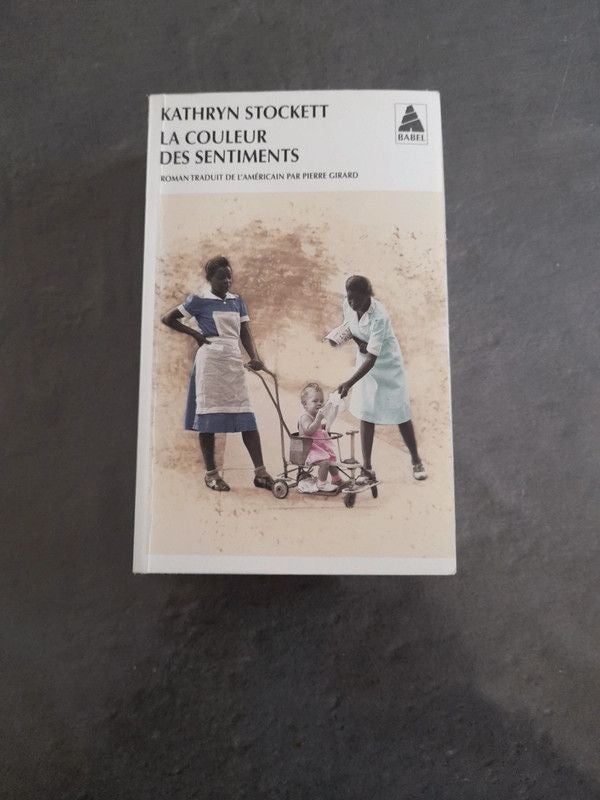 KATHRYN STOCKETT
LA COULEUR
DES SENTIMENTS
ROMAN TRADUIT DE L'AMÉRICAIN PAR PIERRE GIRARD
BABEL